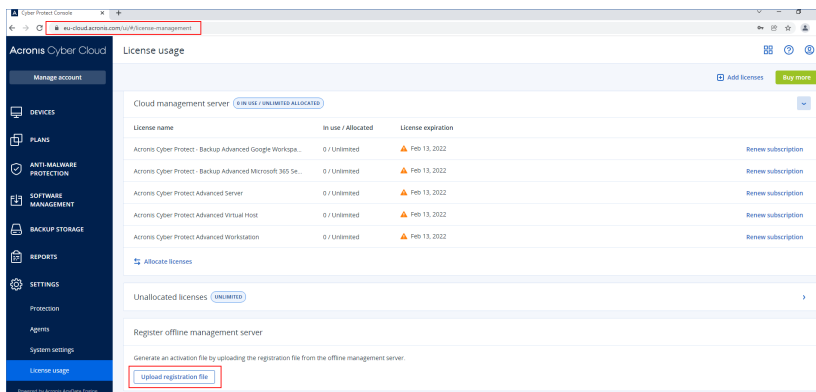 Cyber Protect Console
eu-cloud.acronis.com/ui/#/license-management
Acronis Cyber Cloud
License usage
Manage account
Add licenses
Buy more
Cloud management server
0 IN USE / UNLIMITED ALLOCATED
License name In use / Allocated License expiration
Acronis Cyber Protect - Backup Advanced Google Workspa... 0 / Unlimited Feb 13, 2022 Renew subscription
Acronis Cyber Protect - Backup Advanced Microsoft 365 Se... 0 / Unlimited Feb 13, 2022 Renew subscription
Acronis Cyber Protect Advanced Server 0 / Unlimited Feb 13, 2022 Renew subscription
Acronis Cyber Protect Advanced Virtual Host 0 / Unlimited Feb 13, 2022 Renew subscription
Acronis Cyber Protect Advanced Workstation 0 / Unlimited Feb 13, 2022 Renew subscription
Allocate licenses
Unallocated licenses
UNLIMITED
Register offline management server
Generate an activation file by uploading the registration file from the offline management server.
Upload registration file
DEVICES
PLANS
ANTI-MALWARE
PROTECTION
SOFTWARE
MANAGEMENT
BACKUP STORAGE
REPORTS
SETTINGS
Protection
Agents
System settings
License usage
Powered by Acronis AnyData Engine